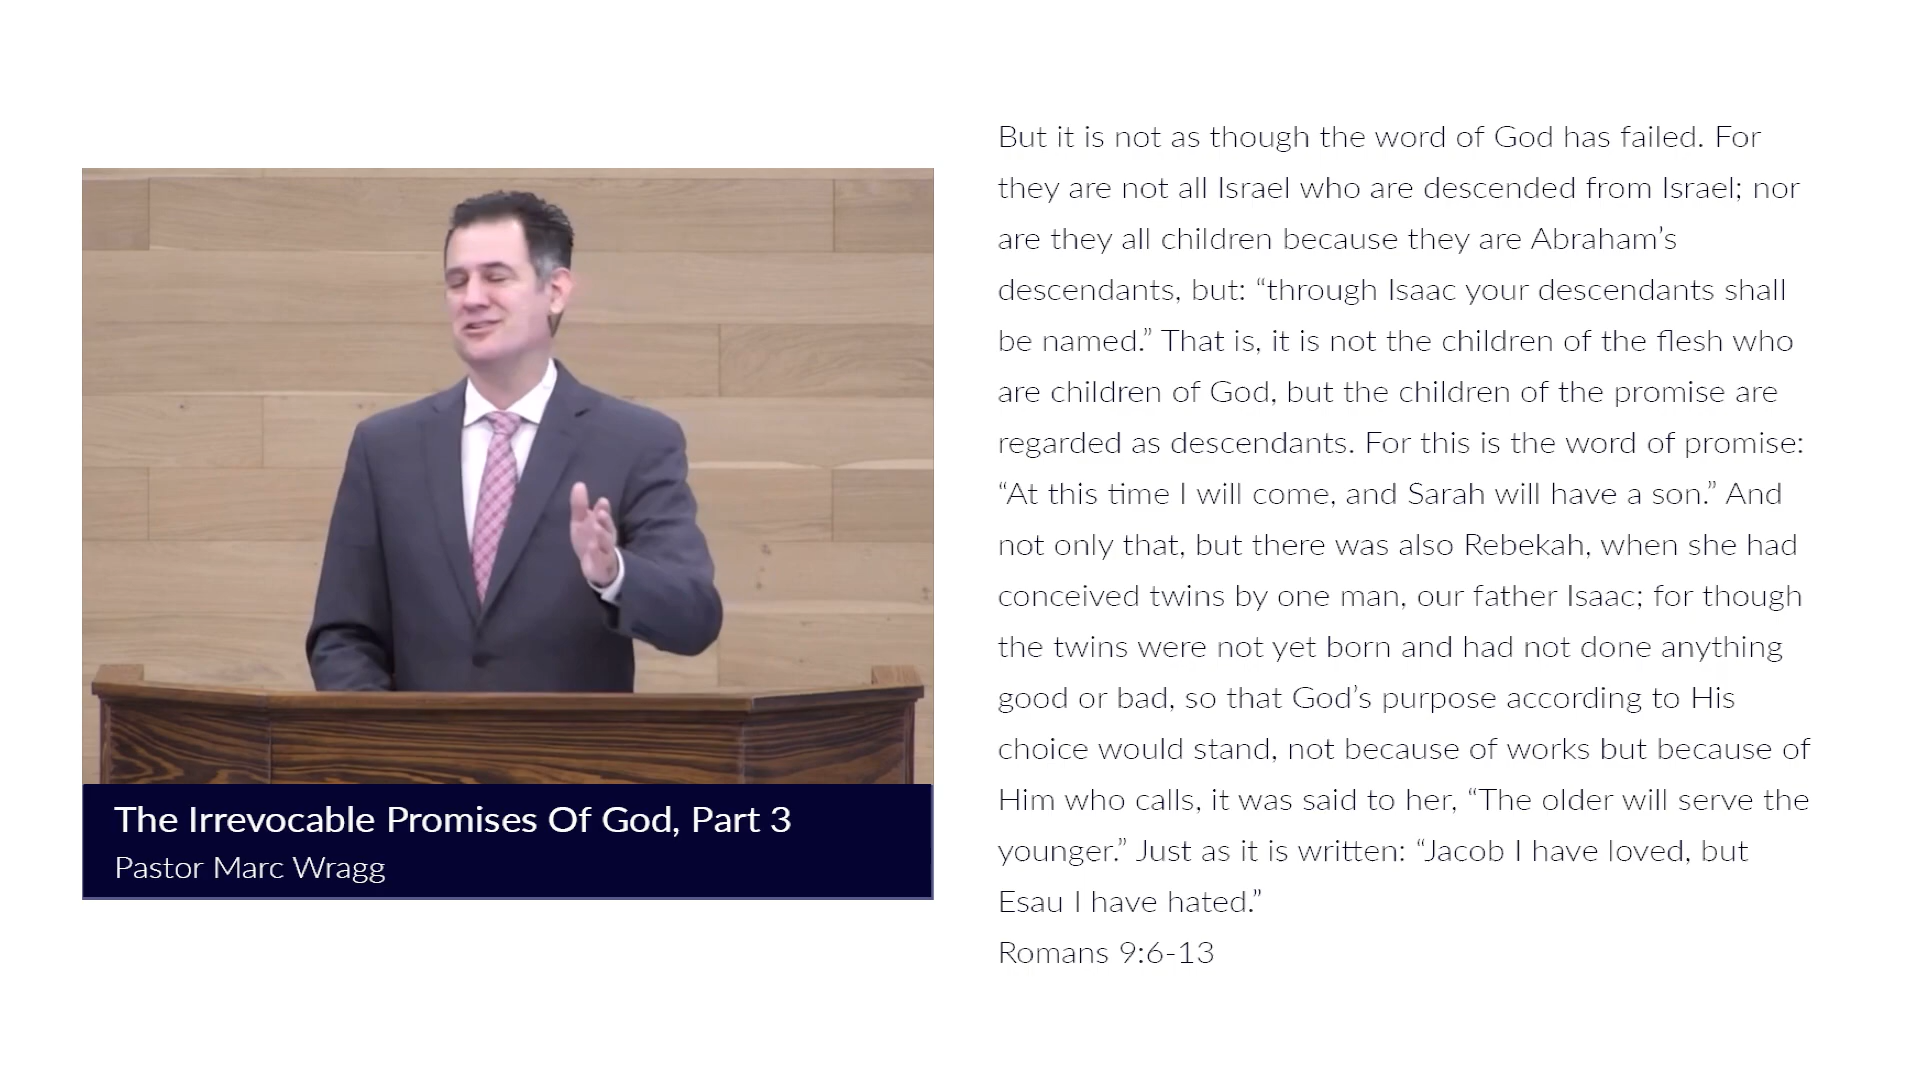 The Irrevocable Promises Of God, Part 3
Pastor Marc Wragg
But it is not as though the word of God has failed. For
they are not all Israel who are descended from Israel; nor
are they all children because they are Abraham’s
descendants, but: “through Isaac your descendants shall
be named.” That is, it is not the children of the flesh who
are children of God, but the children of the promise are
regarded as descendants. For this is the word of promise:
“At this time I will come, and Sarah will have a son.” And
not only that, but there was also Rebekah, when she had
conceived twins by one man, our father Isaac; for though
the twins were not yet born and had not done anything
good or bad, so that God’s purpose according to His
choice would stand, not because of works but because of
Him who calls, it was said to her, “The older will serve the
younger.” Just as it is written: “Jacob I have loved, but
Esau I have hated.”
Romans 9:6-13